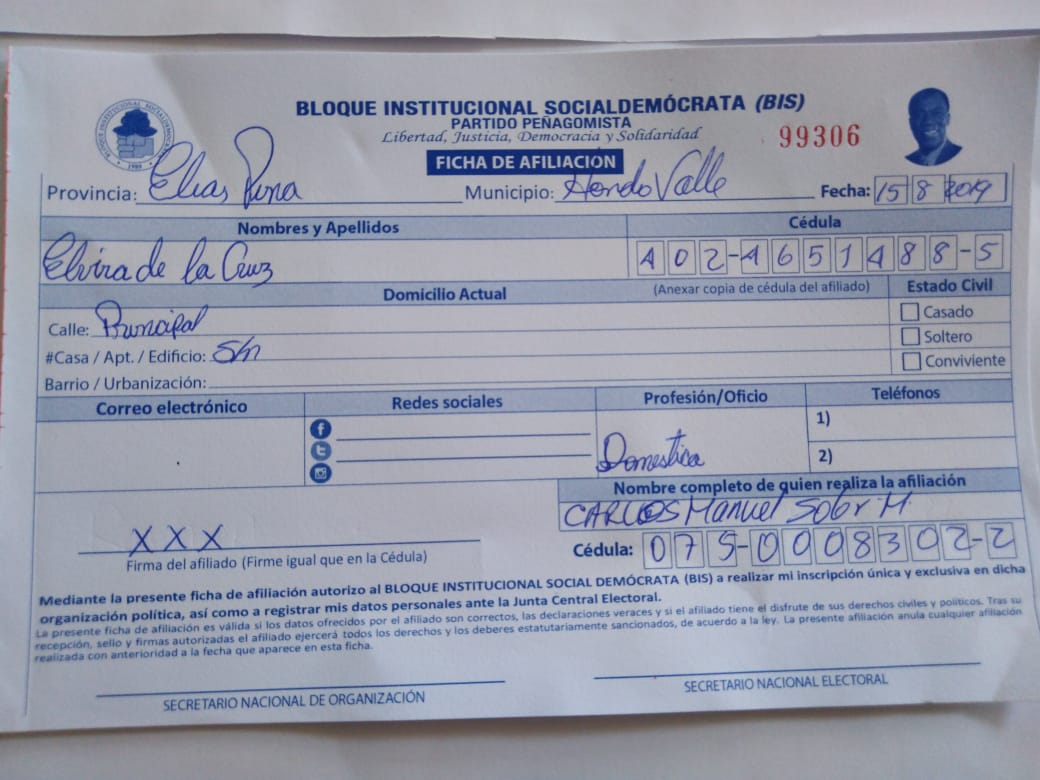 BLOQUE INSTITUCIONAL SOCIALDEMÓCRATA (BIS)
PARTIDO PEÑAGOMISTA
Libertad, Justicia, Democracia y Solidaridad
99306
BLOQUE INSTITUCIONAL SOCIALDEMOCRATA
FICHA DE AFILIACION
Provincia: Elias Pina Municipio: Hondo Valle Fecha: 15 8 2019
Nombres y Apellidos Cédula
Elvira de la Cruz 402-4651488-5
Domicilio Actual (Anexar copia de cédula del afiliado) Estado Civil
Calle: Principal Casado
#Casa / Apt. / Edificio: S/n Soltero
Barrio / Urbanización: Conviviente
Correo electrónico Redes sociales Profesión/Oficio Teléfonos
1)
Domestica 2)
Nombre completo de quien realiza la afiliación
CARLOS Manuel M
XXX
Firma del afiliado (Firme igual que en la Cédula) Cédula: 075-0008302-2
Mediante la presente ficha de afiliación autorizo al BLOQUE INSTITUCIONAL SOCIAL DEMÓCRATA (BIS) a realizar mi inscripción única y exclusiva en dicha
organización política, así como a registrar mis datos personales ante la Junta Central Electoral.
La presente ficha de afiliación es válida si los datos ofrecidos por el afiliado son correctos, las declaraciones veraces y si el afiliado tiene el disfrute de sus derechos civiles y políticos. Tras su
recepción, sello y firmas autorizadas el afiliado ejercerá todos los derechos y los deberes estatutariamente sancionados, de acuerdo a la ley. La presente afiliación anula cualquier afiliación
realizada con anterioridad a la fecha que aparece en esta ficha.
SECRETARIO NACIONAL DE ORGANIZACIÓN SECRETARIO NACIONAL ELECTORAL